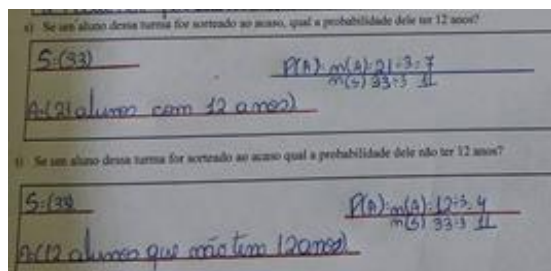 a) Se um aluno dessa turma for sorteado ao acaso, qual a probabilidade dele ter 12 anos?
S=(33)
P(A)= n(A) = 21÷3 = 7
n(S) 33÷3 11
A=(21 alunos com 12 anos)
Se um aluno dessa turma for sorteado ao acaso qual a probabilidade dele não ter 12 anos?
S=(33)
P(A)= n(A) = 12÷3 = 4
n(S) 33÷3 11
A=(12 alunos que não tem 12 anos)